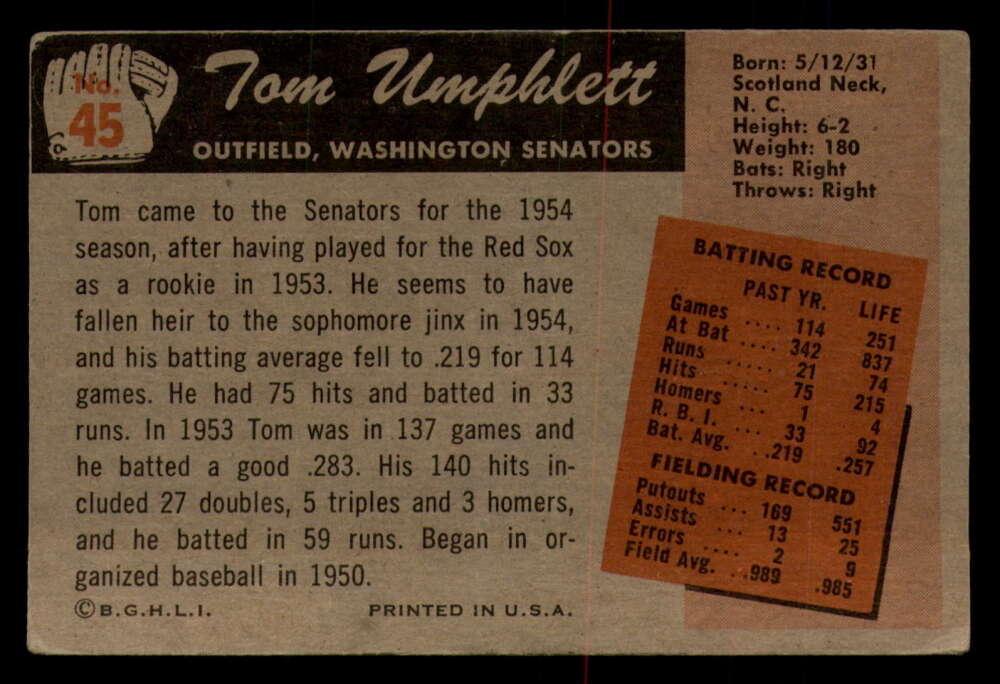 No.
45
Tom Umphlett
OUTFIELD, WASHINGTON SENATORS
Born: 5/12/31
Scotland Neck,
N. C.
Height: 6-2
Weight: 180
Bats: Right
Throws: Right
Tom came to the Senators for the 1954
season, after having played for the Red Sox
as a rookie in 1953. He seems to have
fallen heir to the sophomore jinx in 1954,
and his batting average fell to .219 for 114
games. He had 75 hits and batted in 33
runs. In 1953 Tom was in 137 games and
he batted a good .283. His 140 hits in-
cluded 27 doubles, 5 triples and 3 homers,
and he batted in 59 runs. Began in or-
ganized baseball in 1950.
©B.G.H.L.I. PRINTED IN U.S.A.
BATTING RECORD
PAST YR. LIFE
Games .... 114 251
At Bat .... 342 837
Runs ..... 21 74
Hits ..... 75 215
Homers ... 1 4
R. B. I. ... 33 92
Bat. Avg. . .219 .257
FIELDING RECORD
Putouts ... 169 551
Assists ... 13 25
Errors .... 2 9
Field Avg. . .989 .985